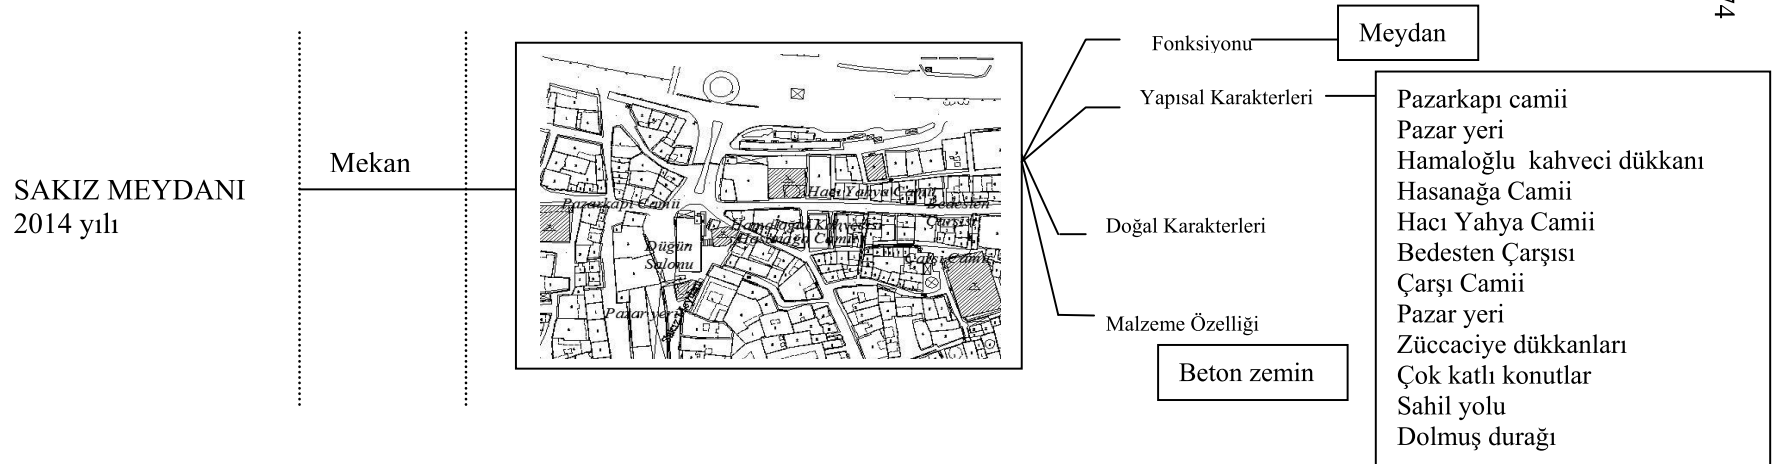 74
SAKIZ MEYDANI
2014 yılı
Mekan
Hacı Yahya Camii
Pazarkapı Camii
Bedesten
Çarşısı
Hamaloğlu Kahvecisi
Hasanağa Camii
Düğün
Salonu
Çarşı Camii
Pazar yeri
Fonksiyonu
Meydan
Yapısal Karakterleri
Pazarkapı camii
Pazar yeri
Hamaloğlu kahveci dükkanı
Hasanağa Camii
Hacı Yahya Camii
Bedesten Çarşısı
Çarşı Camii
Pazar yeri
Züccaciye dükkanları
Çok katlı konutlar
Sahil yolu
Dolmuş durağı
Doğal Karakterleri
Malzeme Özelliği
Beton zemin